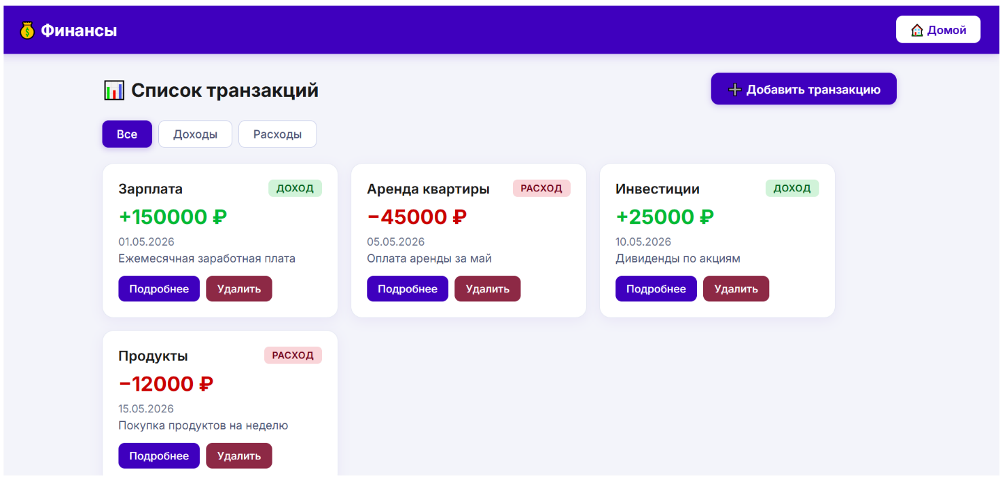 Финансы
Домой
Список транзакций
Добавить транзакцию
Все
Доходы
Расходы
Зарплата
ДОХОД
+150000 ₽
01.05.2026
Ежемесячная заработная плата
Подробнее
Удалить
Аренда квартиры
РАСХОД
−45000 ₽
05.05.2026
Оплата аренды за май
Подробнее
Удалить
Инвестиции
ДОХОД
+25000 ₽
10.05.2026
Дивиденды по акциям
Подробнее
Удалить
Продукты
РАСХОД
−12000 ₽
15.05.2026
Покупка продуктов на неделю
Подробнее
Удалить